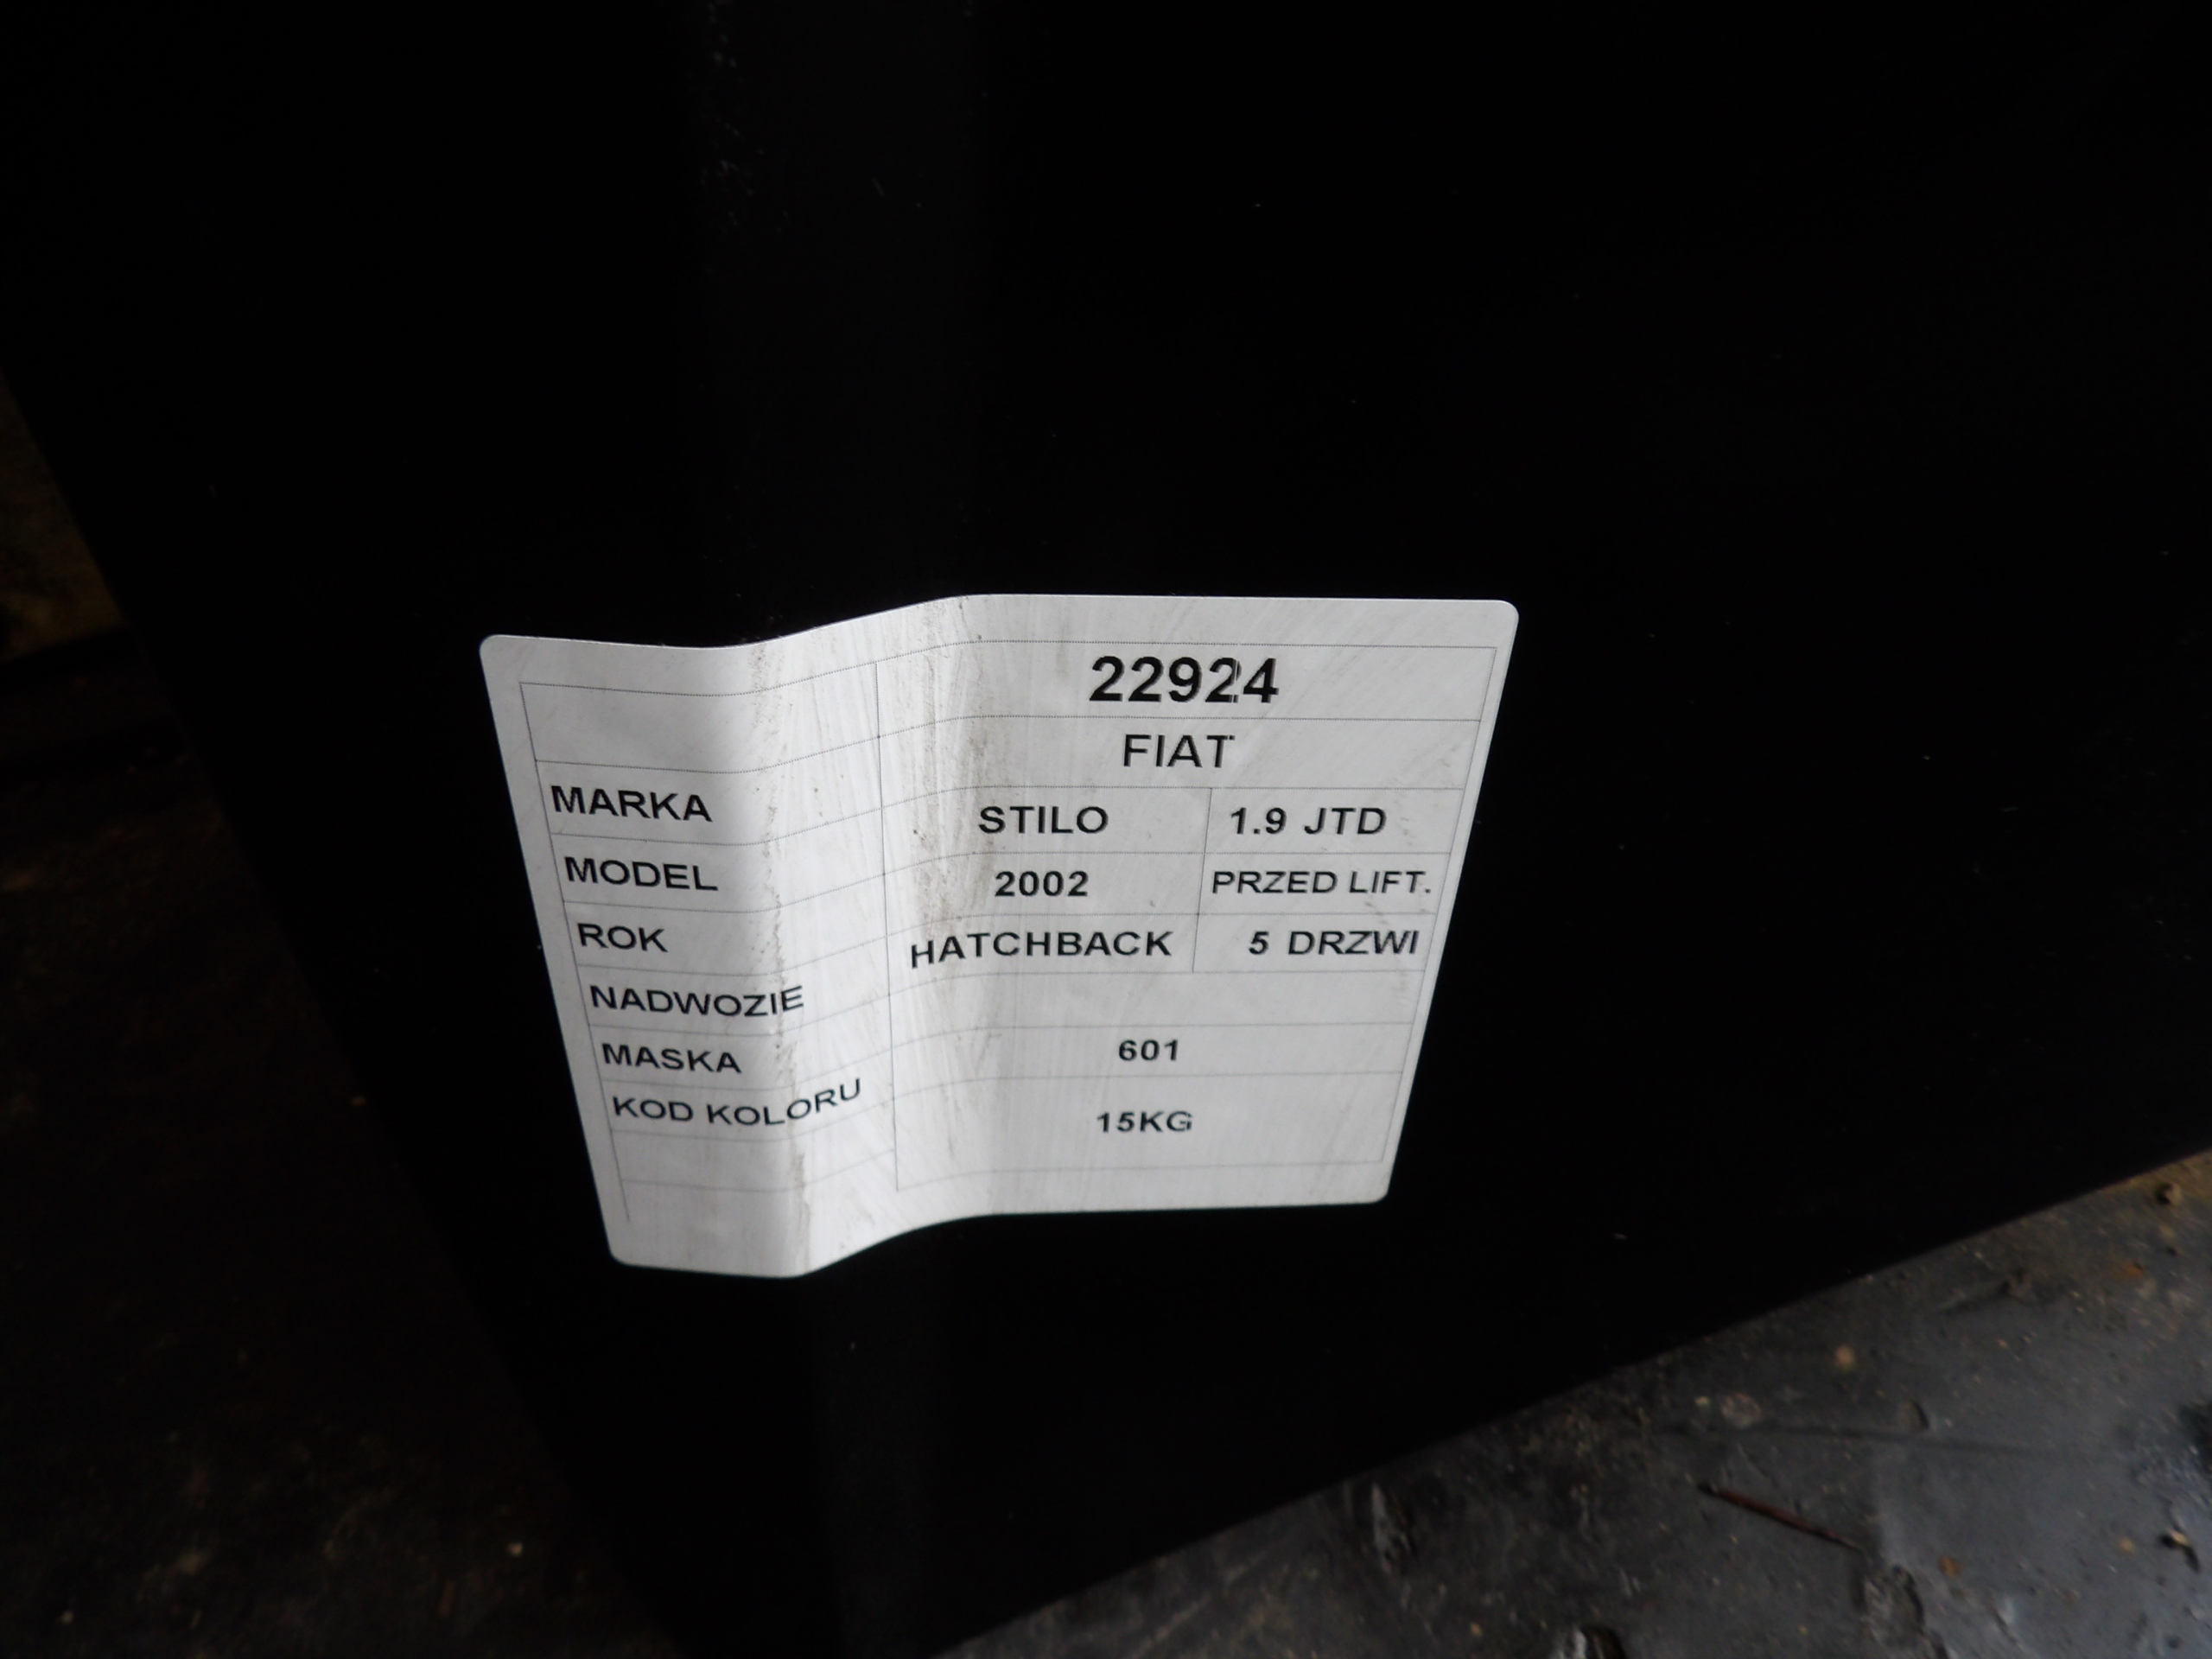 22924
MARKA FIAT
MODEL STILO 1.9 JTD
ROK 2002 PRZED LIFT.
NADWOZIE HATCHBACK 5 DRZWI
MASKA
KOD KOLORU 601
15KG